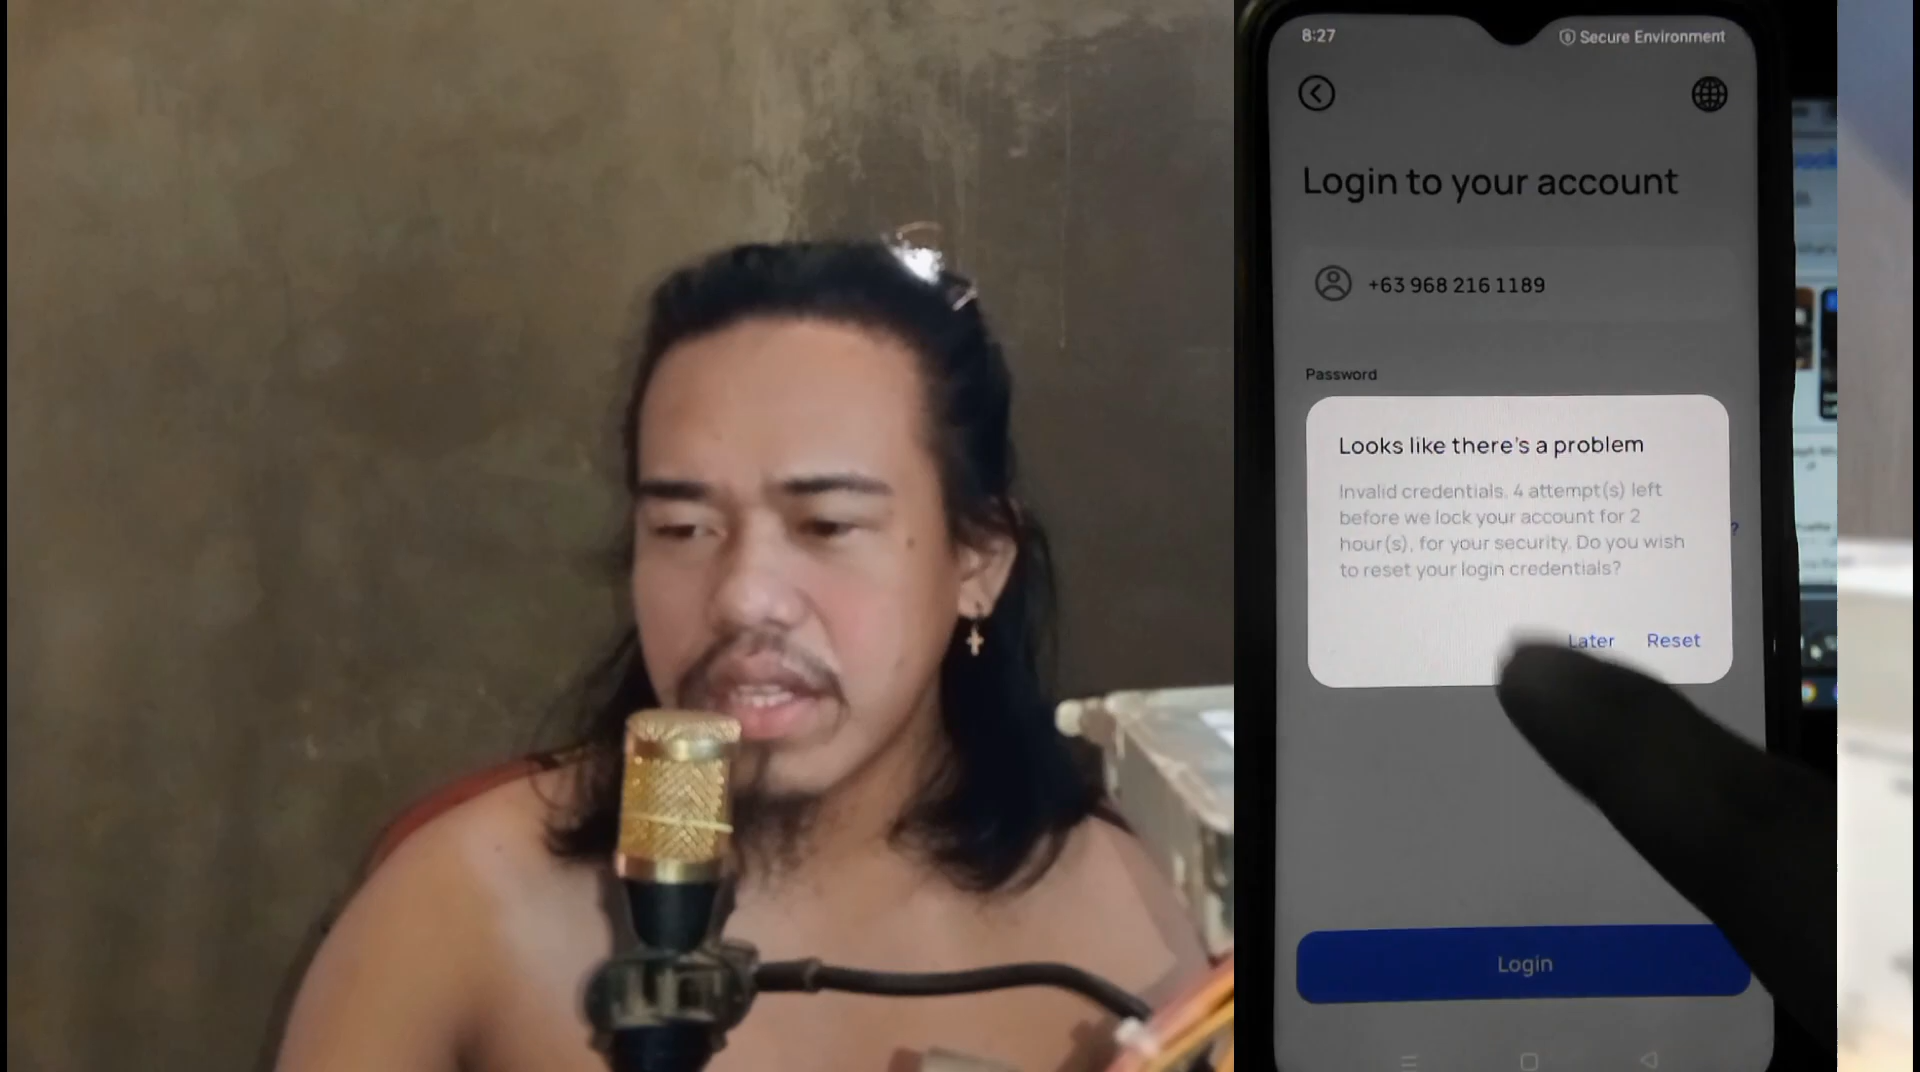 8:27
Secure Environment
Login to your account
+63 968 216 1189
Password
Looks like there's a problem
Invalid credentials. 4 attempt(s) left
before we lock your account for 2
hour(s), for your security. Do you wish
to reset your login credentials?
?
Later
Reset
Login